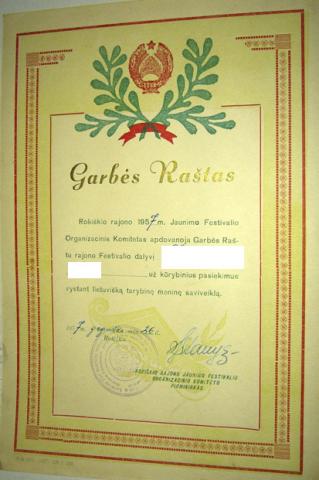 Garbės Raštas
Rokiškio rajono 1957 m. Jaunimo Festivalio
Organizacinis Komitetas apdovanoja Garbės Raš-
tu rajono Festivalio dalyvį
už kūrybinius pasiekimus
vystant lietuvišką tarybinę meninę saviveiklą.
ROKIŠKIO RAJONO JAUNIMO FESTIVALIO
ORGANIZACINIO KOMITETO
PIRMININKAS